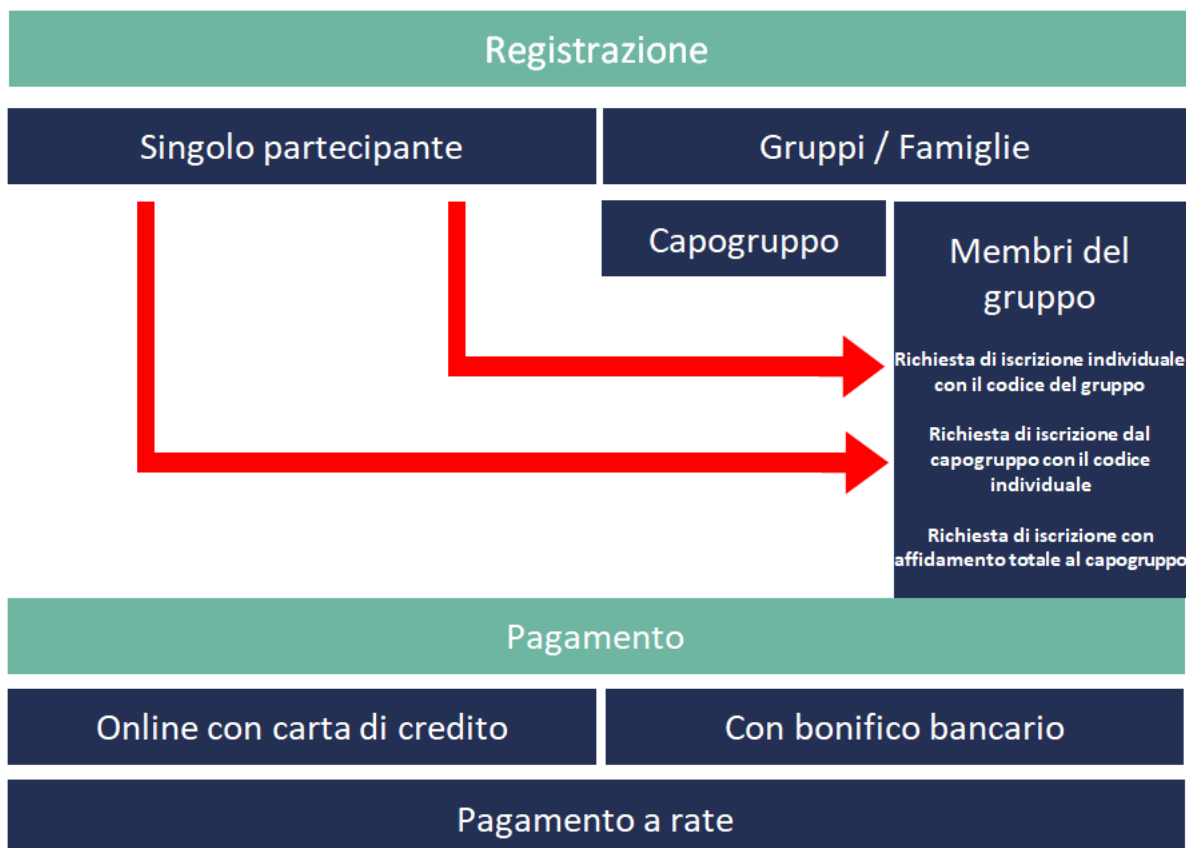 Registrazione
Singolo partecipante
Gruppi / Famiglie
Capogruppo
Membri del
gruppo
Richiesta di iscrizione individuale
con il codice del gruppo
Richiesta di iscrizione dal
capogruppo con il codice
individuale
Richiesta di iscrizione con
affidamento totale al capogruppo
Pagamento
Online con carta di credito
Con bonifico bancario
Pagamento a rate